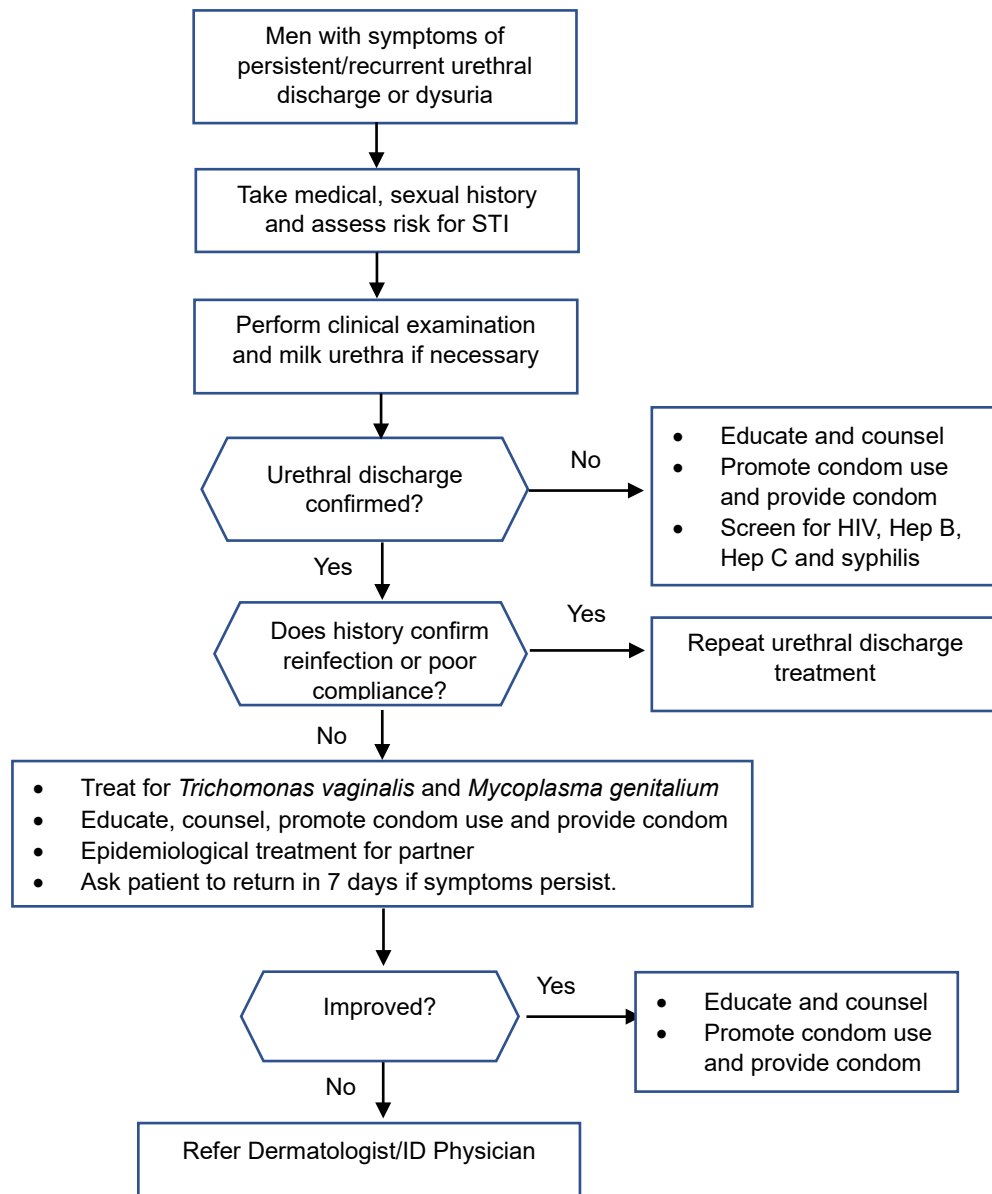 Men with symptoms of
persistent/recurrent urethral
discharge or dysuria
Take medical, sexual history
and assess risk for STI
Perform clinical examination
and milk urethra if necessary
Urethral discharge
confirmed?
No
• Educate and counsel
• Promote condom use
and provide condom
• Screen for HIV, Hep B,
Hep C and syphilis
Yes
Does history confirm
reinfection or poor
compliance?
Yes
Repeat urethral discharge
treatment
No
• Treat for Trichomonas vaginalis and Mycoplasma genitalium
• Educate, counsel, promote condom use and provide condom
• Epidemiological treatment for partner
• Ask patient to return in 7 days if symptoms persist.
Improved?
Yes
• Educate and counsel
• Promote condom use
and provide condom
No
Refer Dermatologist/ID Physician